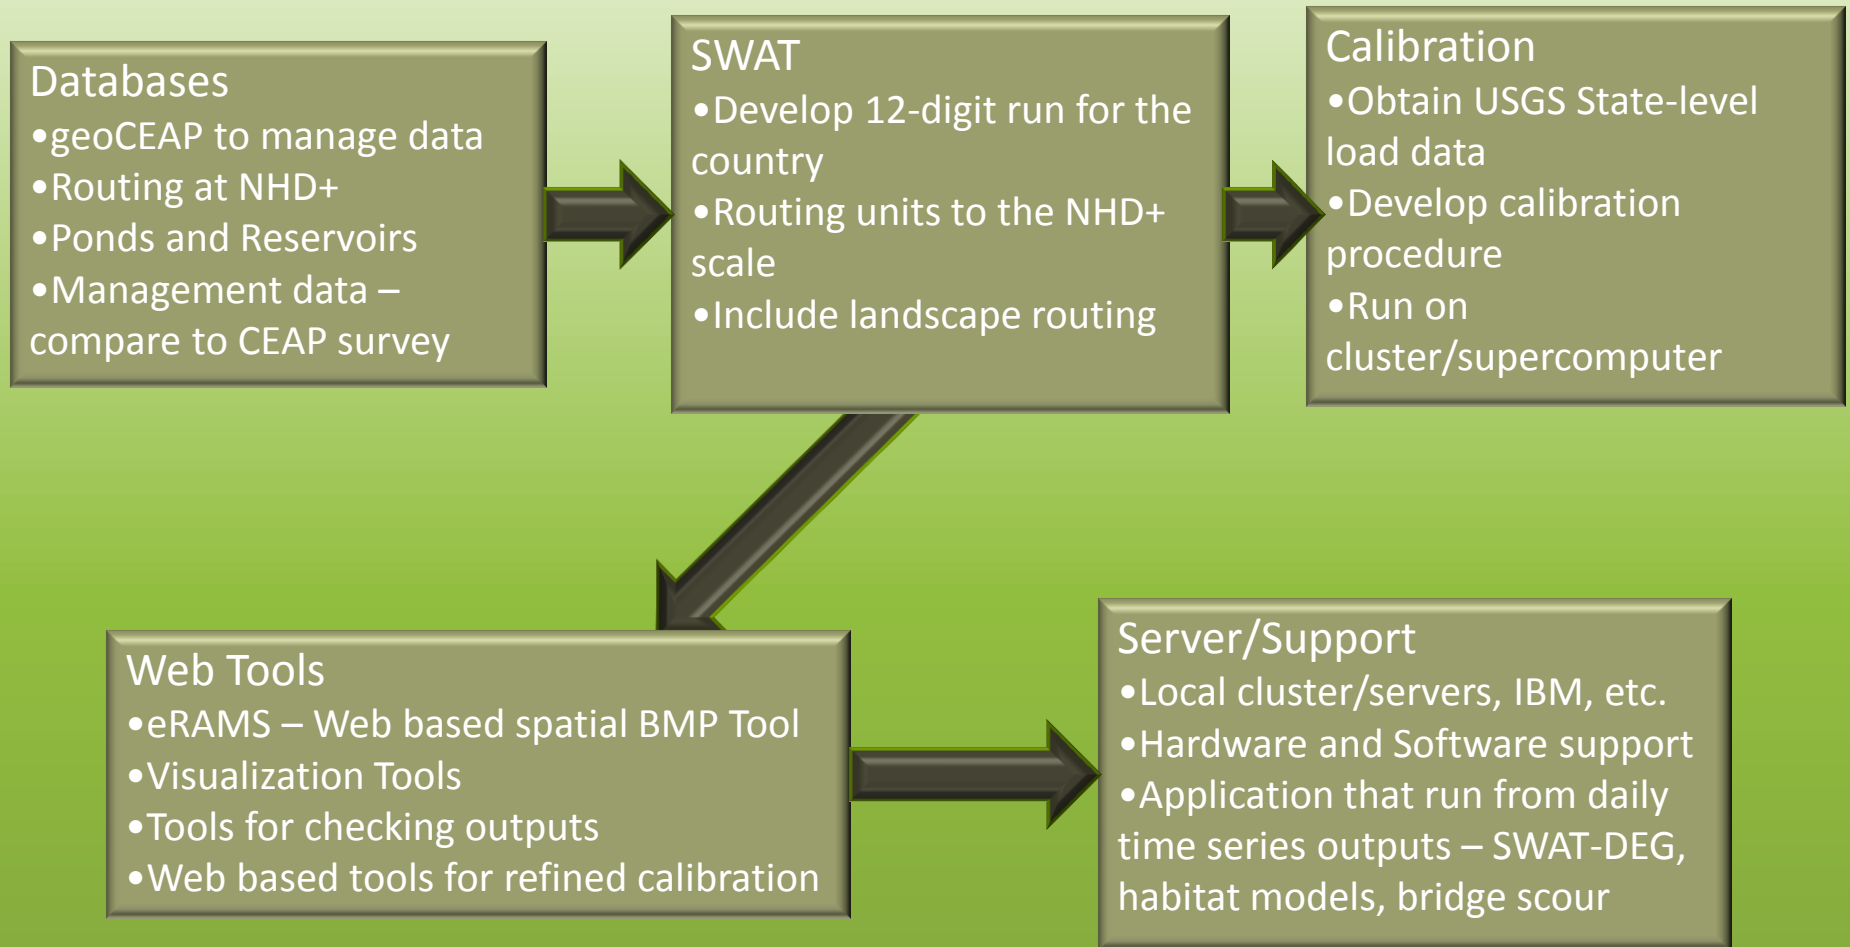 Databases
•geoCEAP to manage data
•Routing at NHD+
•Ponds and Reservoirs
•Management data –
compare to CEAP survey
SWAT
•Develop 12-digit run for the
country
•Routing units to the NHD+
scale
•Include landscape routing
Calibration
•Obtain USGS State-level
load data
•Develop calibration
procedure
•Run on
cluster/supercomputer
Web Tools
•eRAMS – Web based spatial BMP Tool
•Visualization Tools
•Tools for checking outputs
•Web based tools for refined calibration
Server/Support
•Local cluster/servers, IBM, etc.
•Hardware and Software support
•Application that run from daily
time series outputs – SWAT-DEG,
habitat models, bridge scour